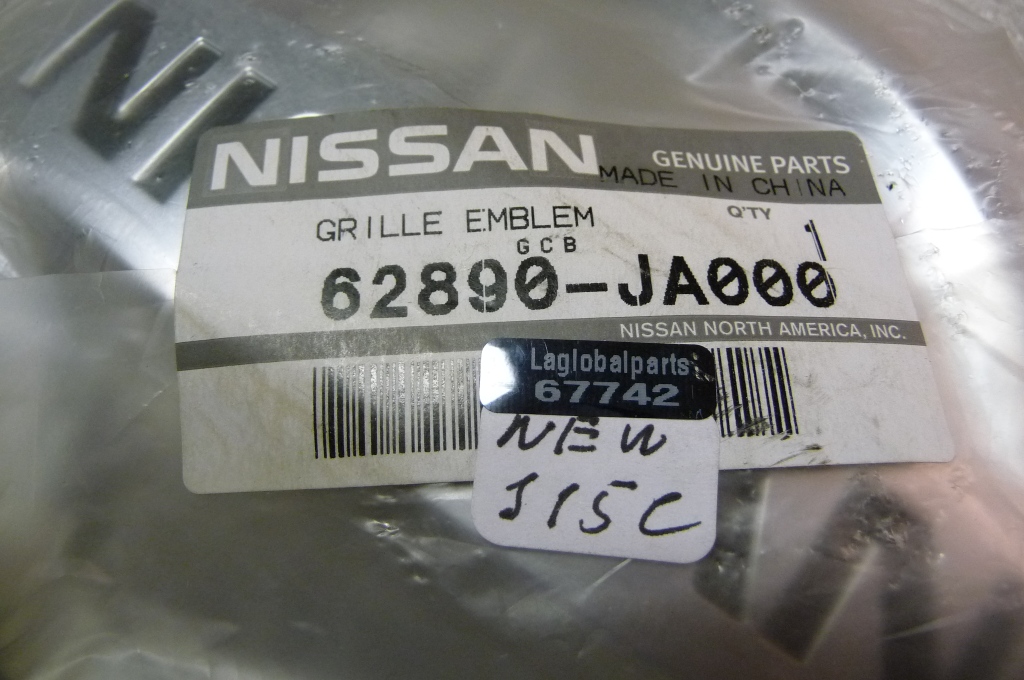 NI
NISSAN GENUINE PARTS
MADE IN CHINA
GRILLE EMBLEM
Q'TY
1
GCB
62890-JA000
NISSAN NORTH AMERICA, INC.
Laglobalparts
67742
NEW
J15C